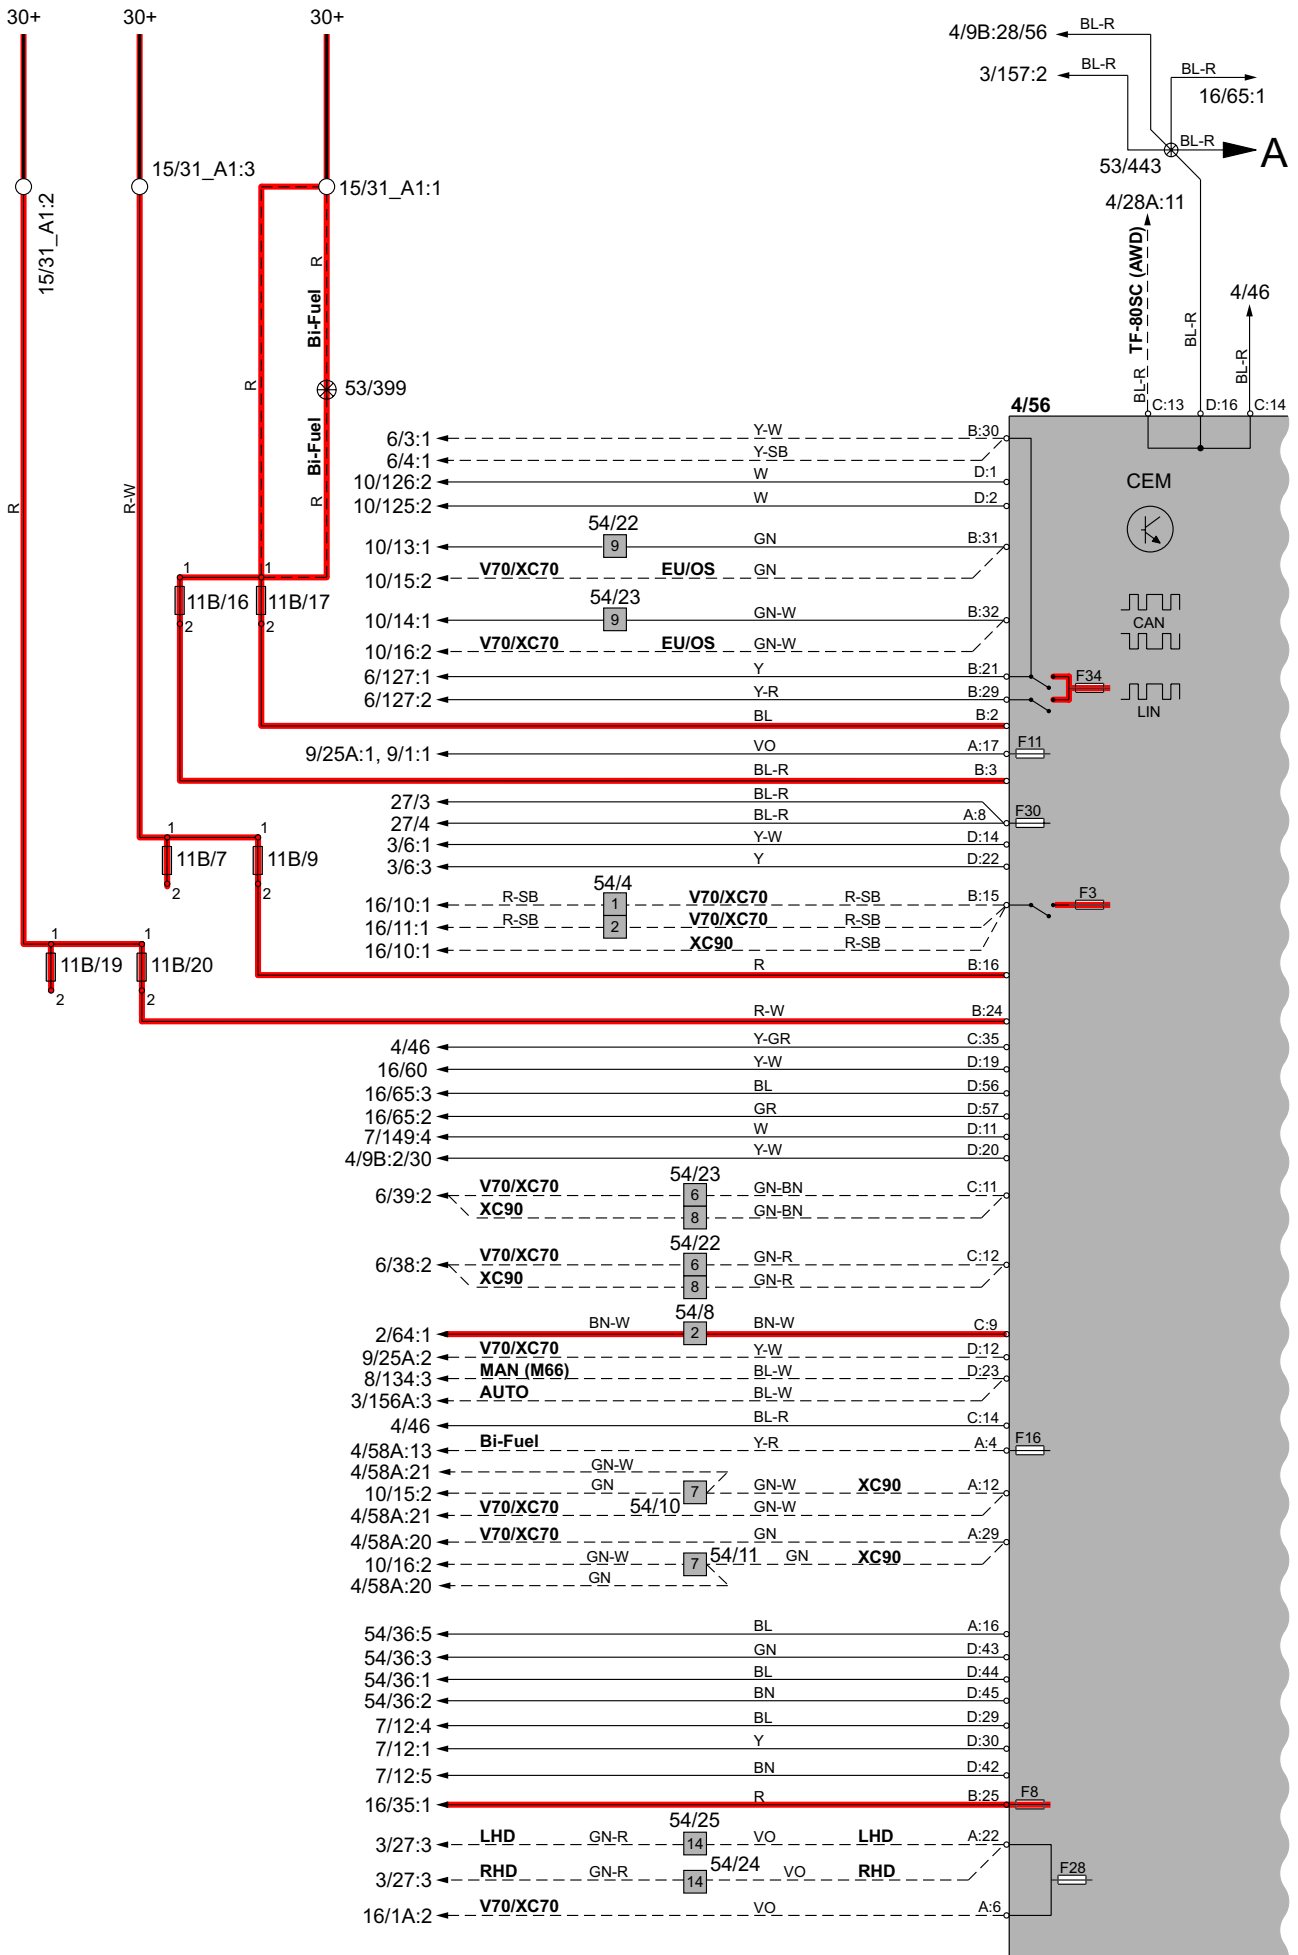 30+ 30+ 30+
4/9B:28/56 BL-R
3/157:2 BL-R BL-R
16/65:1
BL-R A
53/443
15/31_A1:3
15/31_A1:2
15/31_A1:1
4/28A:11
TF-80SC (AWD)
BL-R
BL-R
4/46
BL-R
R
Bi-Fuel
53/399
Bi-Fuel
R
R
R
R-W
4/56 C:13 D:16 C:14
CEM
CAN
LIN
6/3:1 Y-W B:30
6/4:1 Y-SB
10/126:2 W D:1
10/125:2 W D:2
54/22
10/13:1 9 GN B:31
10/15:2 V70/XC70 EU/OS GN
54/23
10/14:1 9 GN-W B:32
10/16:2 V70/XC70 EU/OS GN-W
1 1
11B/16 11B/17
2 2
6/127:1 Y B:21 F34
6/127:2 Y-R B:29
BL B:2
9/25A:1, 9/1:1 VO A:17 F11
BL-R B:3
27/3 BL-R
27/4 BL-R A:8 F30
3/6:1 Y-W D:14
3/6:3 Y D:22
1 1
11B/7 11B/9
2 2
54/4
16/10:1 R-SB 1 V70/XC70 R-SB B:15 F3
16/11:1 R-SB 2 V70/XC70 R-SB
16/10:1 XC90 R-SB
R B:16
1 1
11B/19 11B/20
2 2
R-W B:24
4/46 Y-GR C:35
16/60 Y-W D:19
16/65:3 BL D:56
16/65:2 GR D:57
7/149:4 W D:11
4/9B:2/30 Y-W D:20
54/23
6/39:2 V70/XC70 6 GN-BN C:11
XC90 8 GN-BN
54/22
6/38:2 V70/XC70 6 GN-R C:12
XC90 8 GN-R
54/8
2/64:1 BN-W 2 BN-W C:9
9/25A:2 V70/XC70 Y-W D:12
8/134:3 MAN (M66) BL-W D:23
3/156A:3 AUTO BL-W
4/46 BL-R C:14
4/58A:13 Bi-Fuel Y-R A:4 F16
4/58A:21 GN-W
10/15:2 GN 7 GN-W XC90 A:12
4/58A:21 V70/XC70 54/10 GN-W
4/58A:20 V70/XC70 GN A:29
10/16:2 GN-W 7 54/11 GN XC90
4/58A:20 GN
54/36:5 BL A:16
54/36:3 GN D:43
54/36:1 BL D:44
54/36:2 BN D:45
7/12:4 BL D:29
7/12:1 Y D:30
7/12:5 BN D:42
16/35:1 R B:25 F8
54/25
3/27:3 LHD GN-R 14 VO LHD A:22
3/27:3 RHD GN-R 14 54/24 VO RHD F28
16/1A:2 V70/XC70 VO A:6